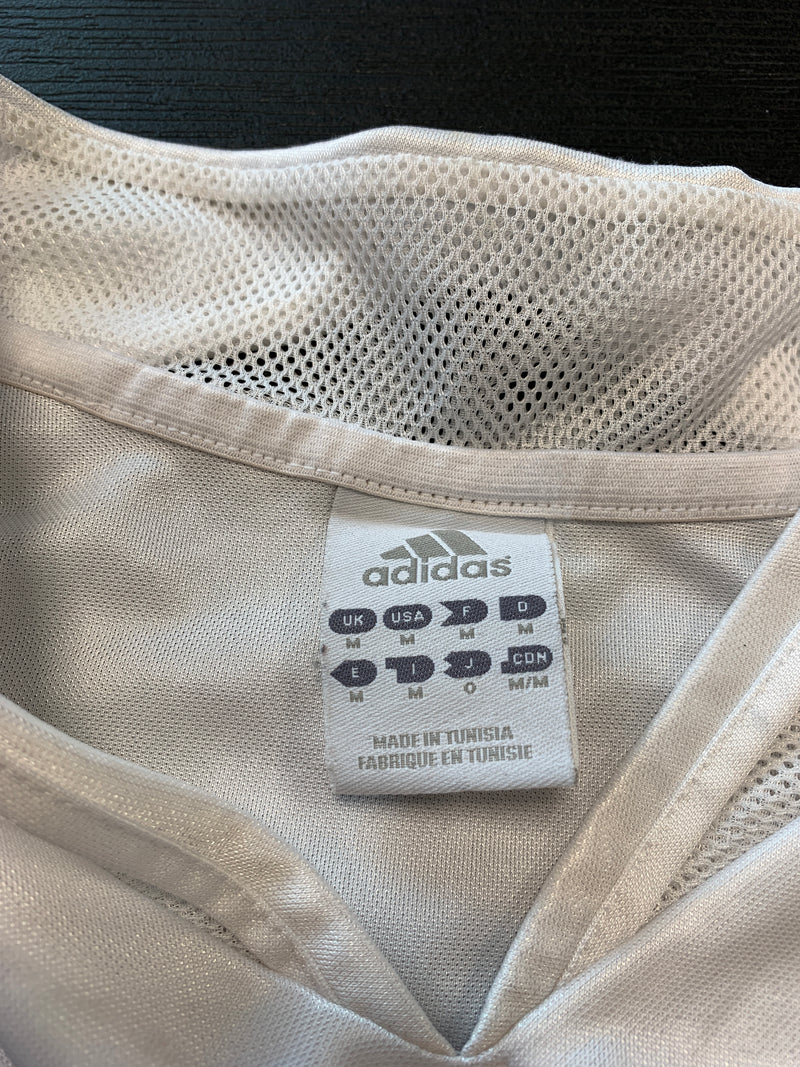 adidas
UK USA F D
M M M M
E I J CDN
M M O M/M
MADE IN TUNISIA
FABRIQUE EN TUNISIE